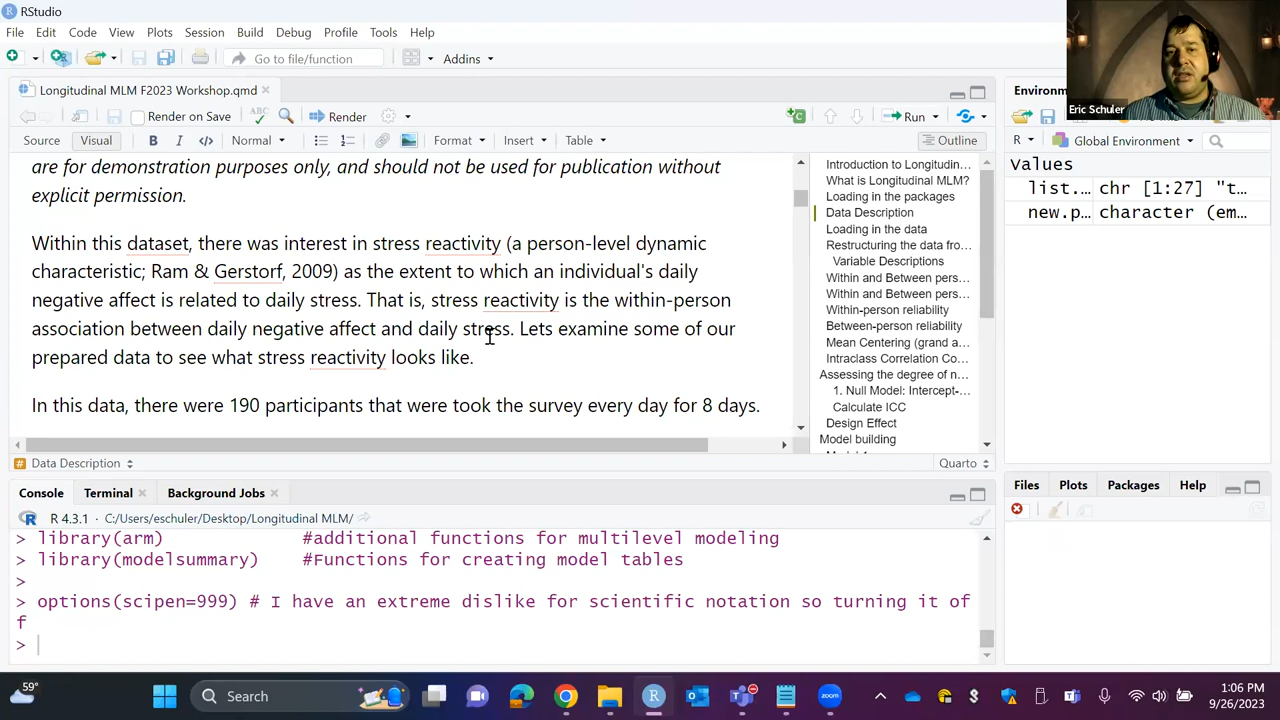 RStudio
File Edit Code View Plots Session Build Debug Profile Tools Help
Go to file/function
Addins
Eric Schuler
Longitudinal MLM F2023 Workshop.qmd
Render on Save
Render
Run
Source Visual
B I </>
Normal
Format Insert Table
Outline
are for demonstration purposes only, and should not be used for publication without
explicit permission.
Within this dataset, there was interest in stress reactivity (a person-level dynamic
characteristic; Ram & Gerstorf, 2009) as the extent to which an individual's daily
negative affect is related to daily stress. That is, stress reactivity is the within-person
association between daily negative affect and daily stress. Lets examine some of our
prepared data to see what stress reactivity looks like.
In this data, there were 190 participants that were took the survey every day for 8 days.
Introduction to Longitudin...
What is Longitudinal MLM?
Loading in the packages
Data Description
Loading in the data
Restructuring the data fro...
Variable Descriptions
Within and Between pers...
Within and Between pers...
Within-person reliability
Between-person reliability
Mean Centering (grand a...
Intraclass Correlation Co...
Assessing the degree of n...
1. Null Model: Intercept-...
Calculate ICC
Design Effect
Model building
# Data Description
Quarto
Console Terminal Background Jobs
R 4.3.1 · C:/Users/eschuler/Desktop/Longitudinal MLM/
> library(arm) #additional functions for multilevel modeling
> library(modelsummary) #Functions for creating model tables
>
> options(scipen=999) # I have an extreme dislike for scientific notation so turning it of
f
>
Environm
R Global Environment
Values
list.… chr [1:27] "t…
new.p… character (em…
Files Plots Packages Help
59°
Search
1:06 PM
9/26/2023